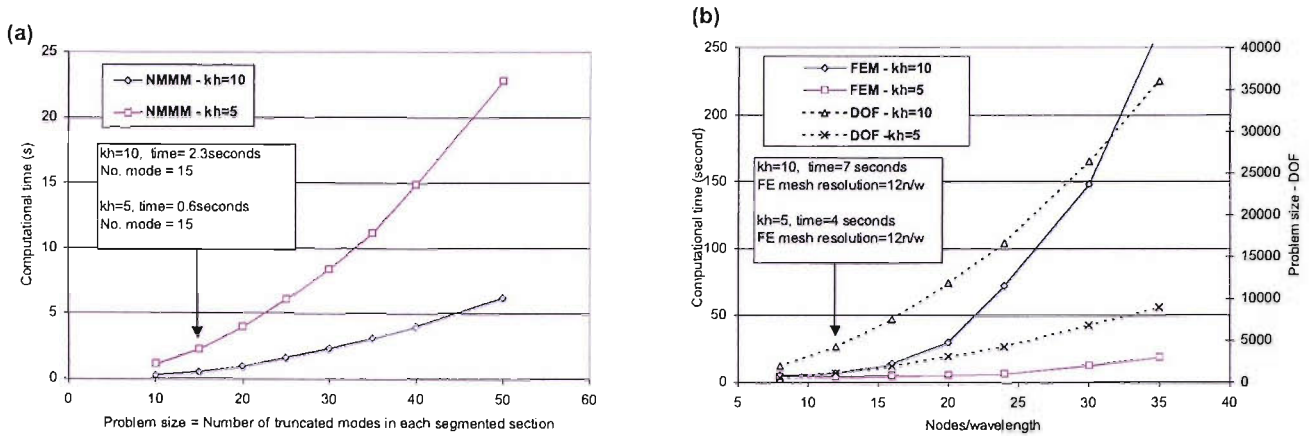 (a)
25
20
15
10
5
0
Computational time (s)
NMMM - kh=10
NMMM - kh=5
kh=10, time= 2.3seconds
No. mode = 15
kh=5, time= 0.6seconds
No. mode = 15
0 10 20 30 40 50 60
Problem size = Number of truncated modes in each segmented section
(b)
250
200
150
100
50
0
Computational time (second)
FEM - kh=10
FEM - kh=5
DOF - kh=10
DOF -kh=5
kh=10, time=7 seconds
FE mesh resolution=12n/w
kh=5, time=4 seconds
FE mesh resolution=12n/w
40000
35000
30000
25000
20000
15000
10000
5000
0
Problem size - DOF
5 10 15 20 25 30 35 40
Nodes/wavelength